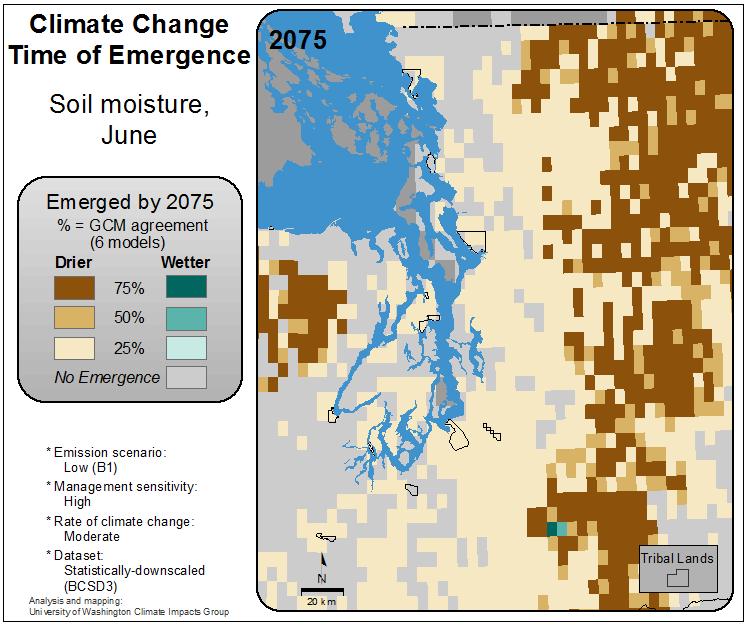 Climate Change
Time of Emergence
Soil moisture,
June
Emerged by 2075
% = GCM agreement
(6 models)
Drier Wetter
75%
50%
25%
No Emergence
* Emission scenario:
Low (B1)
* Management sensitivity:
High
* Rate of climate change:
Moderate
* Dataset:
Statistically-downscaled
(BCSD3)
Analysis and mapping:
University of Washington Climate Impacts Group
2075
N
20 km
Tribal Lands